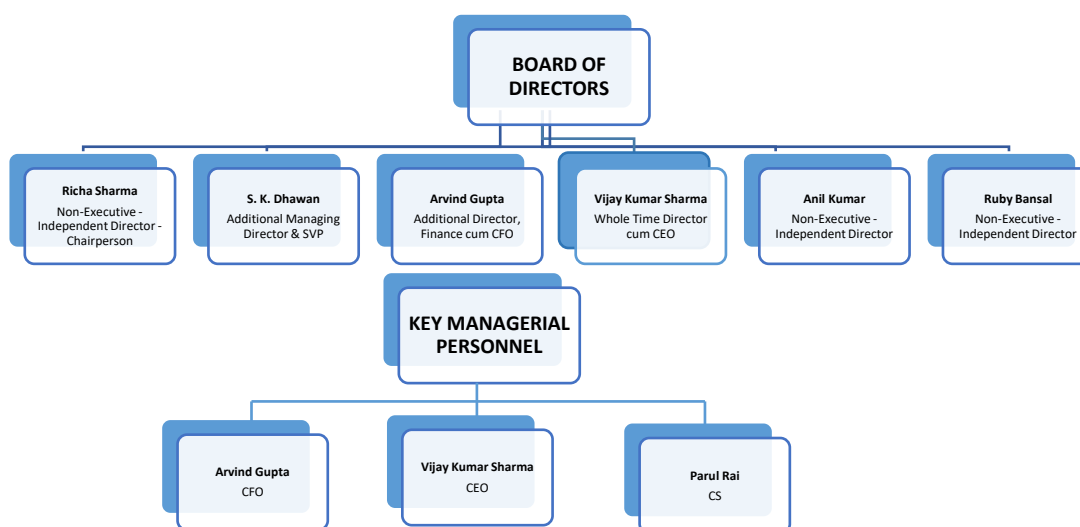 BOARD OF
DIRECTORS
Richa Sharma
Non-Executive -
Independent Director -
Chairperson
S. K. Dhawan
Additional Managing
Director & SVP
Arvind Gupta
Additional Director,
Finance cum CFO
Vijay Kumar Sharma
Whole Time Director
cum CEO
Anil Kumar
Non-Executive -
Independent Director
Ruby Bansal
Non-Executive -
Independent Director
KEY MANAGERIAL
PERSONNEL
Arvind Gupta
CFO
Vijay Kumar Sharma
CEO
Parul Rai
CS